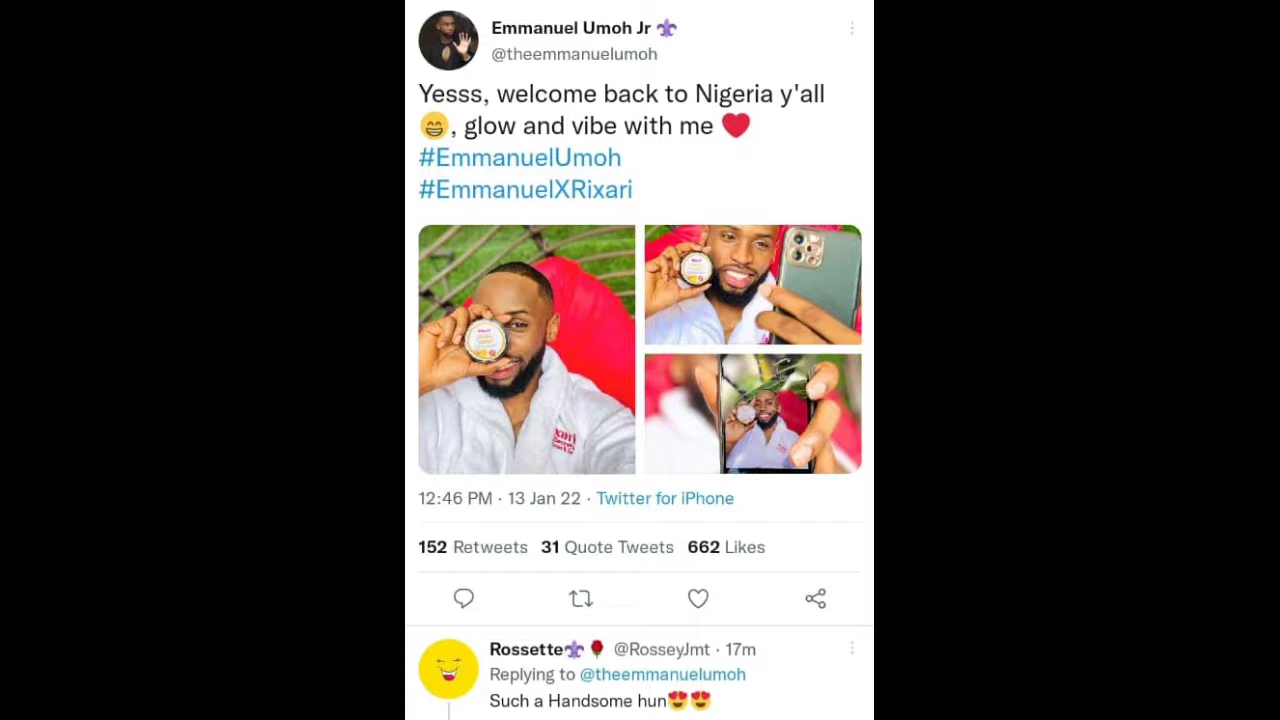 Emmanuel Umoh Jr ⚜️
@theemmanuelumoh
Yesss, welcome back to Nigeria y'all
😁, glow and vibe with me ❤️
#EmmanuelUmoh
#EmmanuelXRixari
12:46 PM · 13 Jan 22 · Twitter for iPhone
152 Retweets 31 Quote Tweets 662 Likes
Rossette⚜️🌹 @RosseyJmt · 17m
Replying to @theemmanuelumoh
Such a Handsome hun😍😍